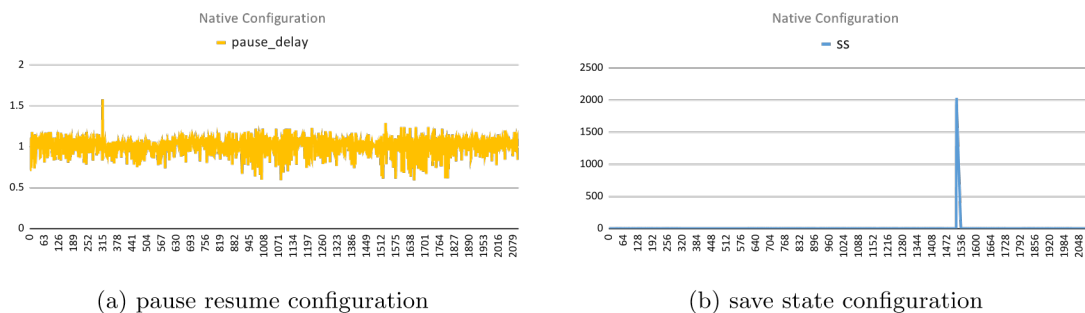 Native Configuration
pause_delay
2
1.5
1
0.5
0
0 63 126 189 252 315 378 441 504 567 630 693 756 819 882 945 1008 1071 1134 1197 1260 1323 1386 1449 1512 1575 1638 1701 1764 1827 1890 1953 2016 2079
(a) pause resume configuration
Native Configuration
ss
2500
2000
1500
1000
500
0
0 64 128 192 256 320 384 448 512 576 640 704 768 832 896 960 1024 1088 1152 1216 1280 1344 1408 1472 1536 1600 1664 1728 1792 1856 1920 1984 2048
(b) save state configuration